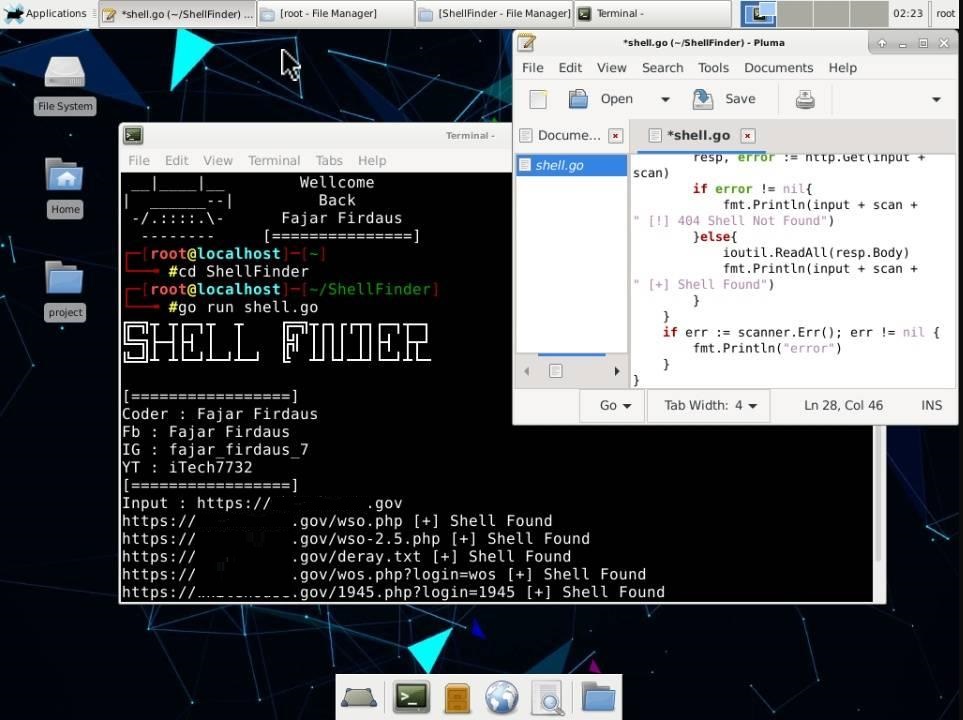 Applications
*shell.go (~/ShellFinder) ...
[root - File Manager]
[ShellFinder - File Manager]
Terminal -
02:23
root
File System
Home
project
Terminal -
File Edit View Terminal Tabs Help
__|____|__ Wellcome
| ______--| Back
-/.::::.\- Fajar Firdaus
-------- [===============]
┌─[root@localhost]─[~]
└──╼ #cd ShellFinder
┌─[root@localhost]─[~/ShellFinder]
└──╼ #go run shell.go
SHELL FINDER
[=================]
Coder : Fajar Firdaus
Fb : Fajar Firdaus
IG : fajar_firdaus_7
YT : iTech7732
[=================]
Input : https:// .gov
https:// .gov/wso.php [+] Shell Found
https:// .gov/wso-2.5.php [+] Shell Found
https:// .gov/deray.txt [+] Shell Found
https:// .gov/wos.php?login=wos [+] Shell Found
https:// .gov/1945.php?login=1945 [+] Shell Found
*shell.go (~/ShellFinder) - Pluma
File Edit View Search Tools Documents Help
Open Save
Docume...
*shell.go
shell.go
resp, error := http.Get(input +
scan)
if error != nil{
fmt.Println(input + scan +
" [!] 404 Shell Not Found")
}else{
ioutil.ReadAll(resp.Body)
fmt.Println(input + scan +
" [+] Shell Found")
}
}
if err := scanner.Err(); err != nil {
fmt.Println("error")
}
}
Go Tab Width: 4 Ln 28, Col 46 INS